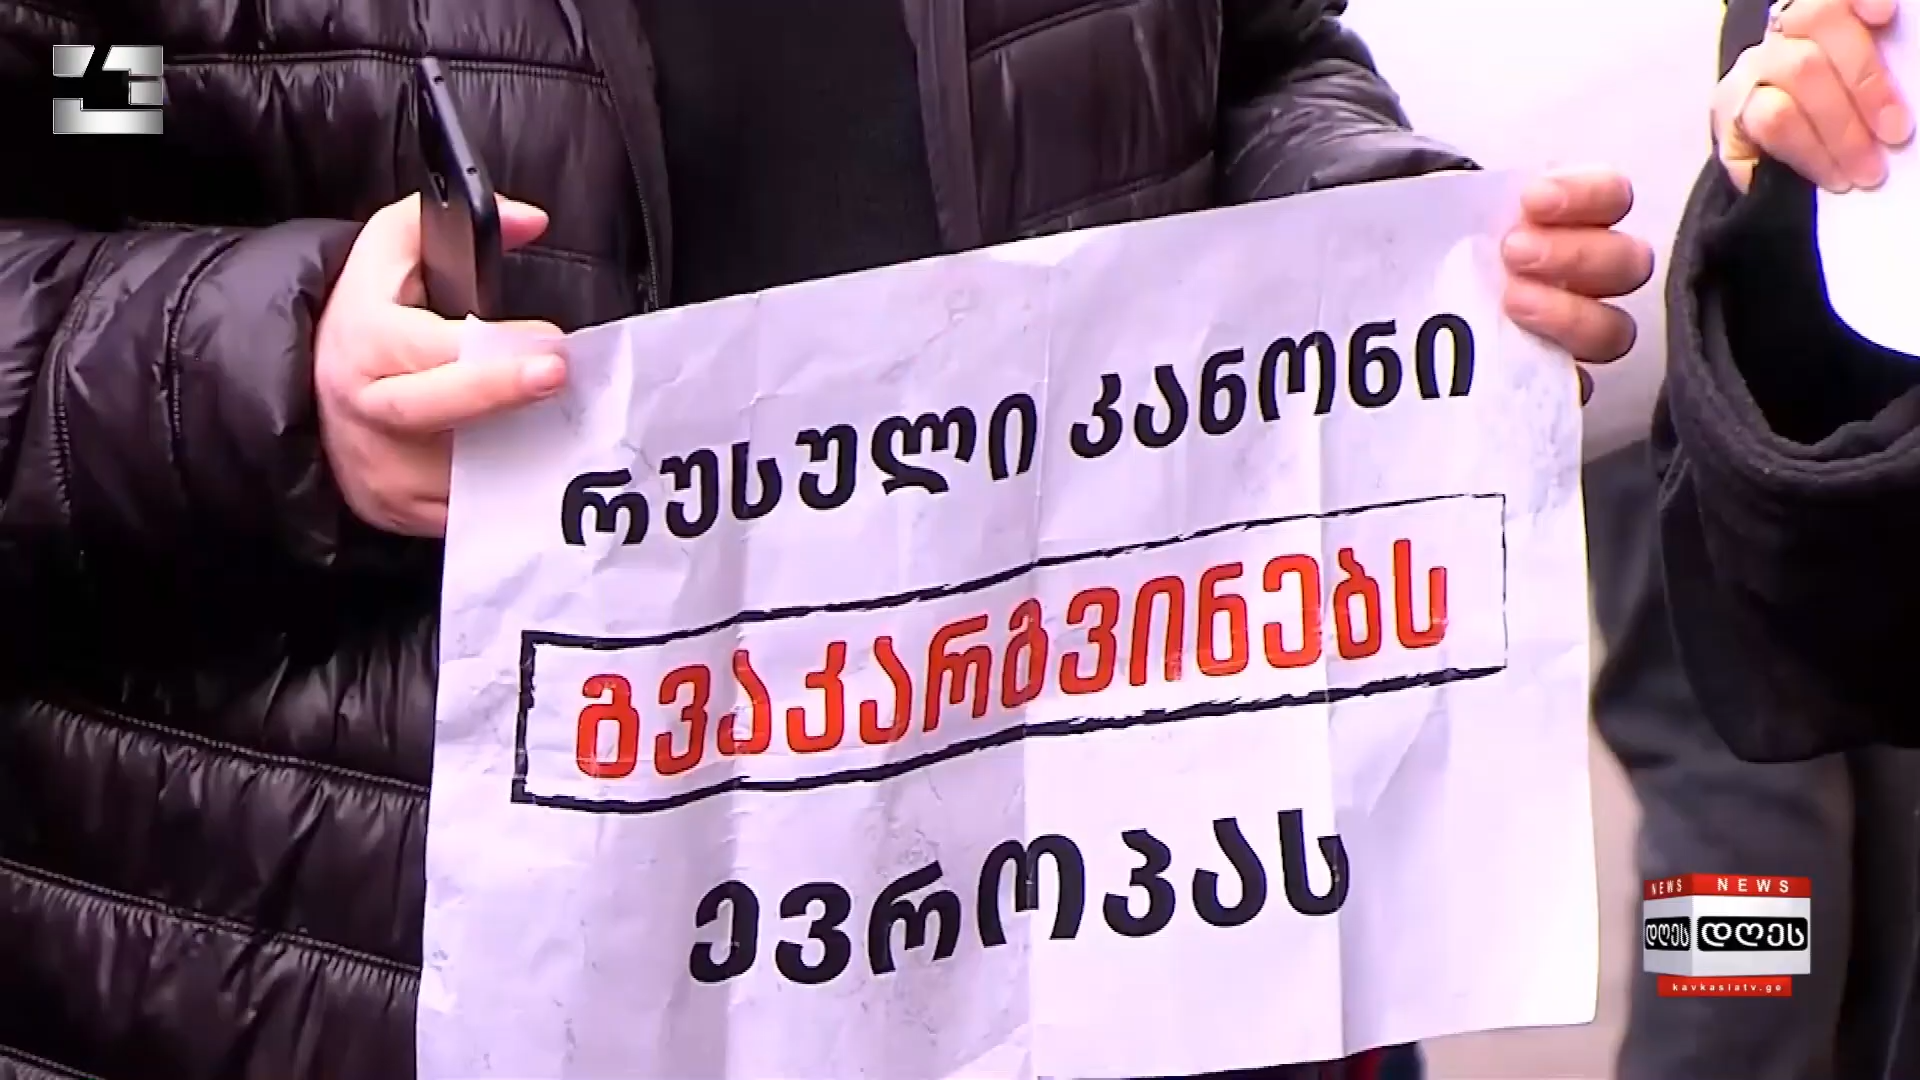 რუსული კანონი
გვაკარგვინებს
ევროპას
NEWS NEWS
დღეს დღეს
kavkasiatv.ge